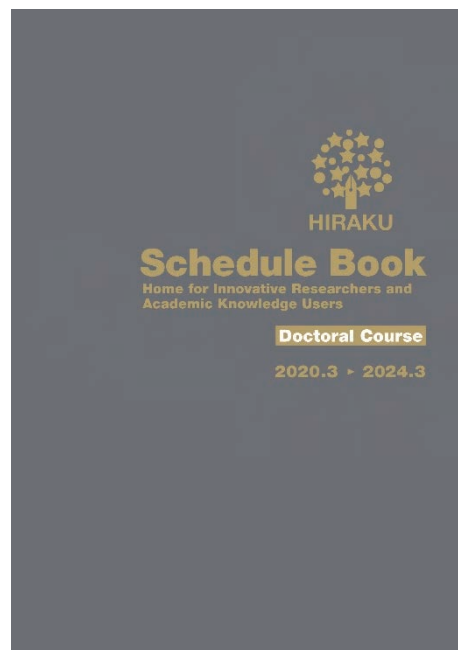 HIRAKU
Schedule Book
Home for Innovative Researchers and
Academic Knowledge Users
Doctoral Course
2020.3 ▸ 2024.3